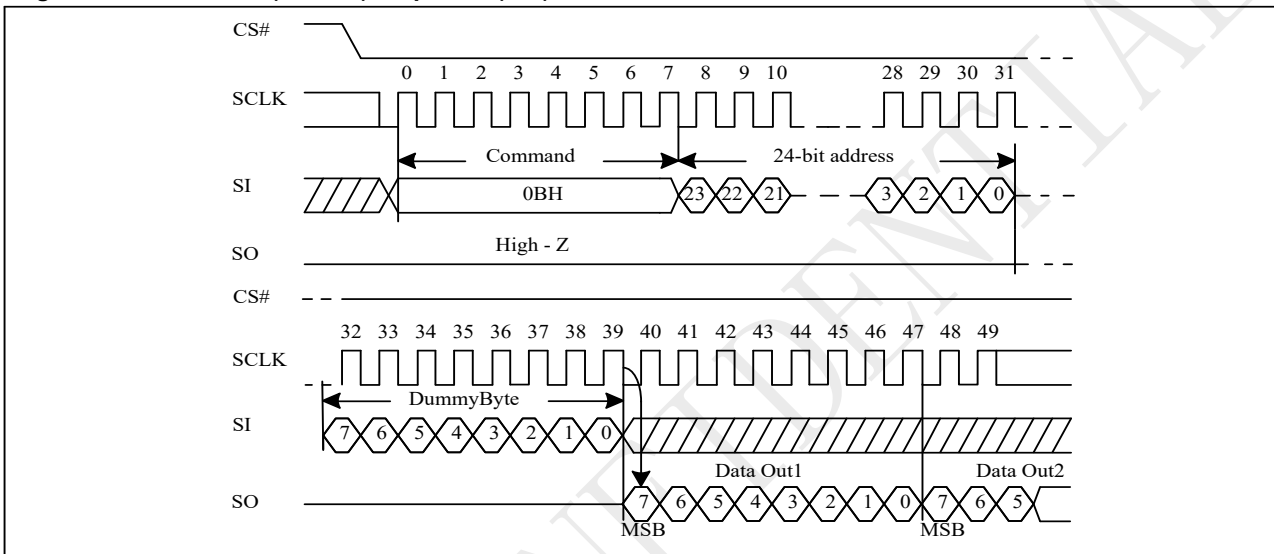 CS#
0 1 2 3 4 5 6 7 8 9 10 28 29 30 31
SCLK
Command 24-bit address
SI 0BH 23 22 21 3 2 1 0
High - Z
SO
CS#
32 33 34 35 36 37 38 39 40 41 42 43 44 45 46 47 48 49
SCLK
DummyByte
SI 7 6 5 4 3 2 1 0
Data Out1 Data Out2
SO 7 6 5 4 3 2 1 0 7 6 5
MSB MSB